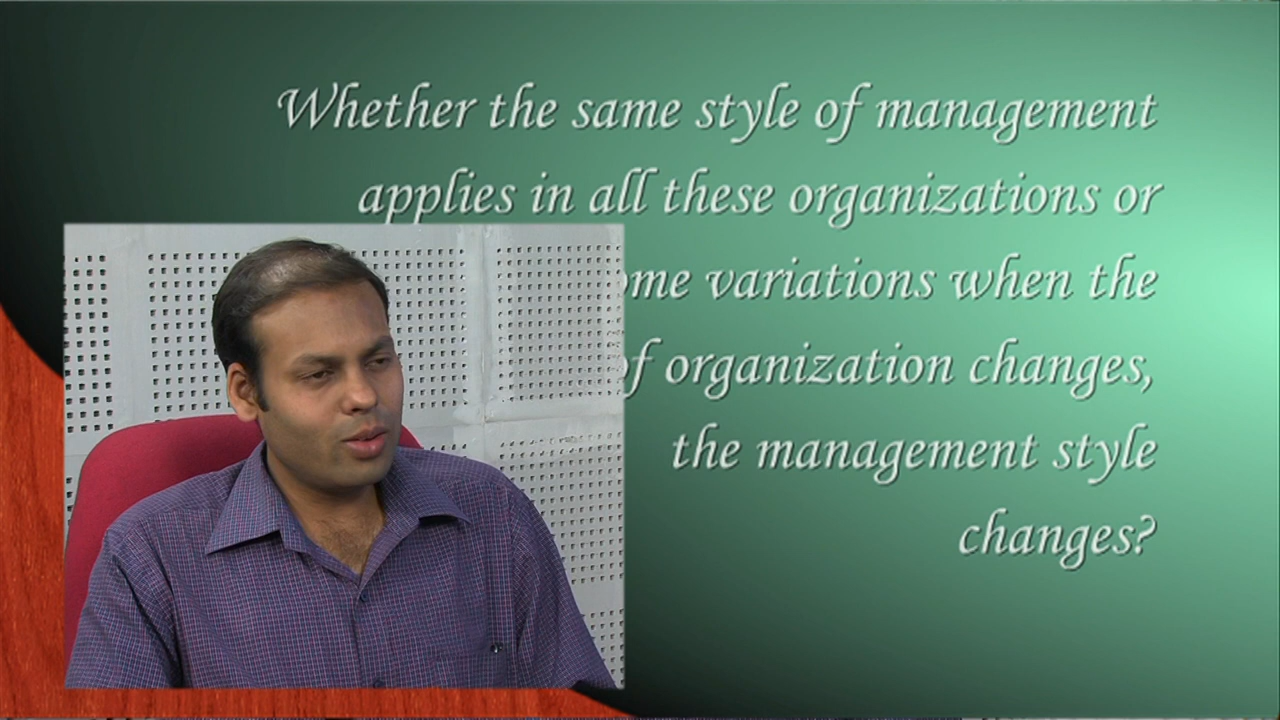 Whether the same style of management
applies in all these organizations or
variations when the
of organization changes,
the management style
changes?